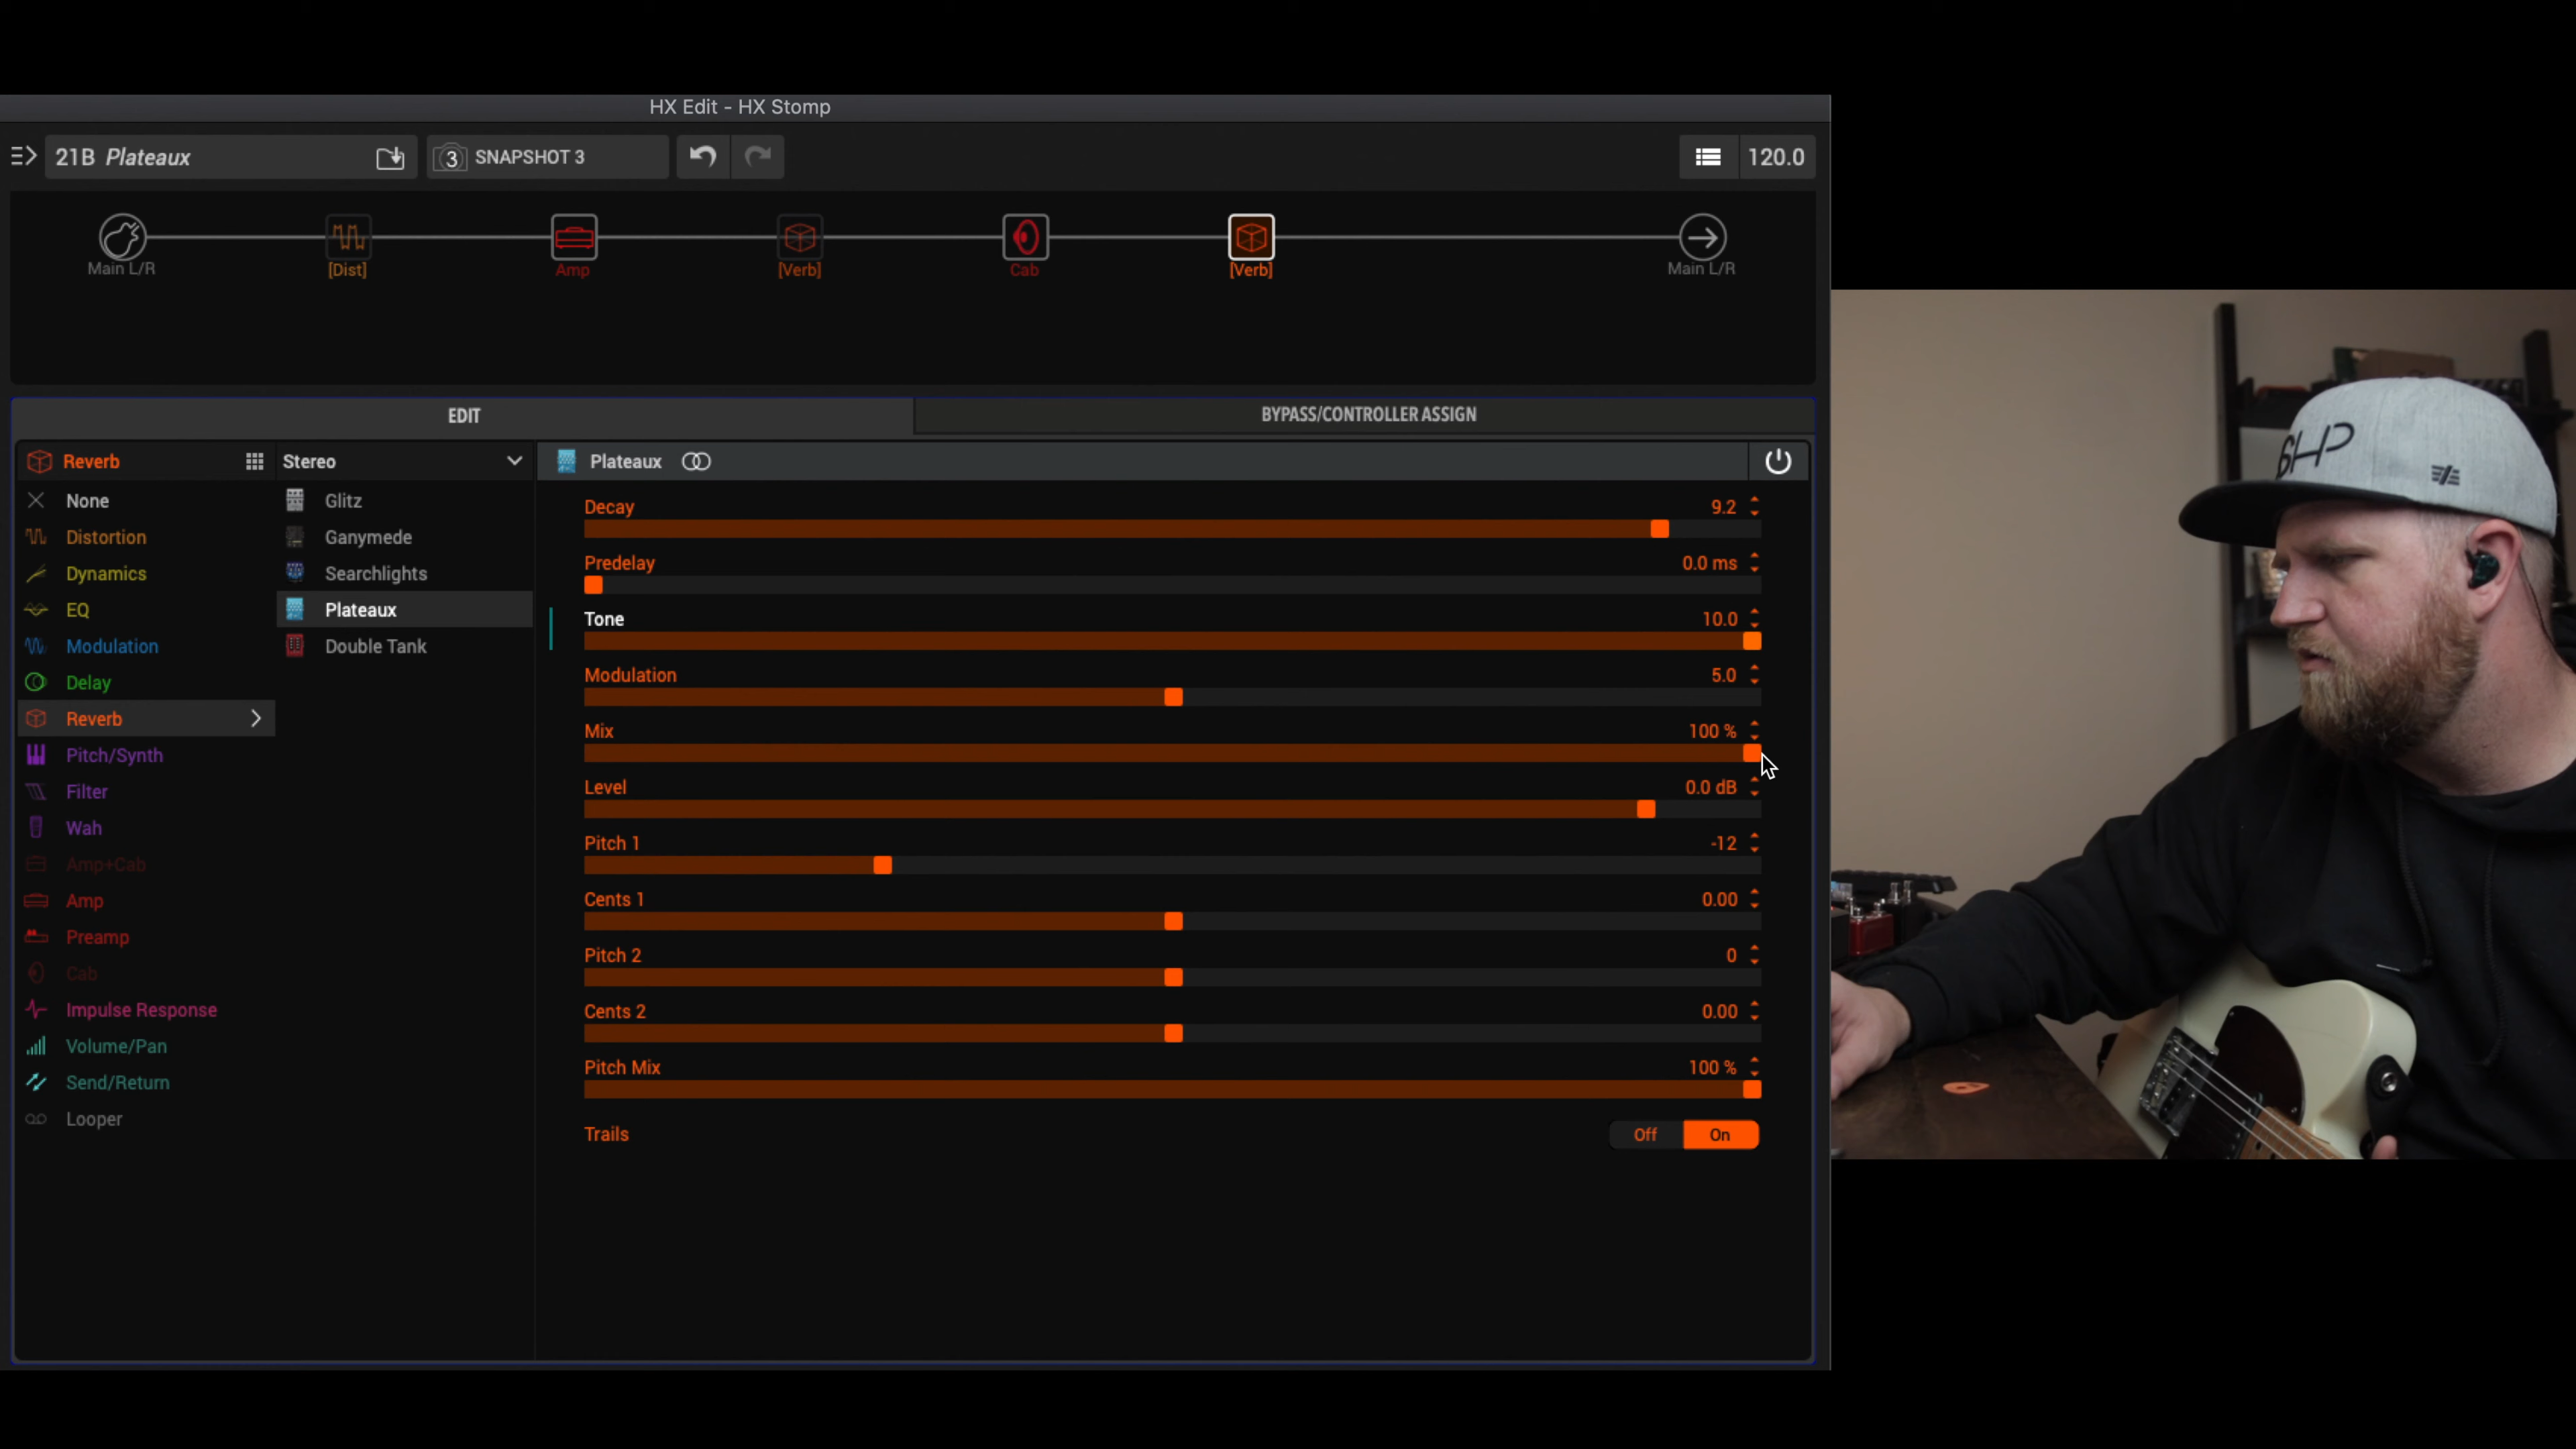 HX Edit - HX Stomp
21B Plateaux
3 SNAPSHOT 3
120.0
Main L/R
[Dist]
Amp
[Verb]
Cab
[Verb]
Main L/R
EDIT
BYPASS/CONTROLLER ASSIGN
Reverb
Stereo
Plateaux
None
Distortion
Dynamics
EQ
Modulation
Delay
Reverb
Pitch/Synth
Filter
Wah
Amp+Cab
Amp
Preamp
Cab
Impulse Response
Volume/Pan
Send/Return
Looper
Glitz
Ganymede
Searchlights
Plateaux
Double Tank
Decay 9.2
Predelay 0.0 ms
Tone 10.0
Modulation 5.0
Mix 100 %
Level 0.0 dB
Pitch 1 -12
Cents 1 0.00
Pitch 2 0
Cents 2 0.00
Pitch Mix 100 %
Trails Off On
6HP